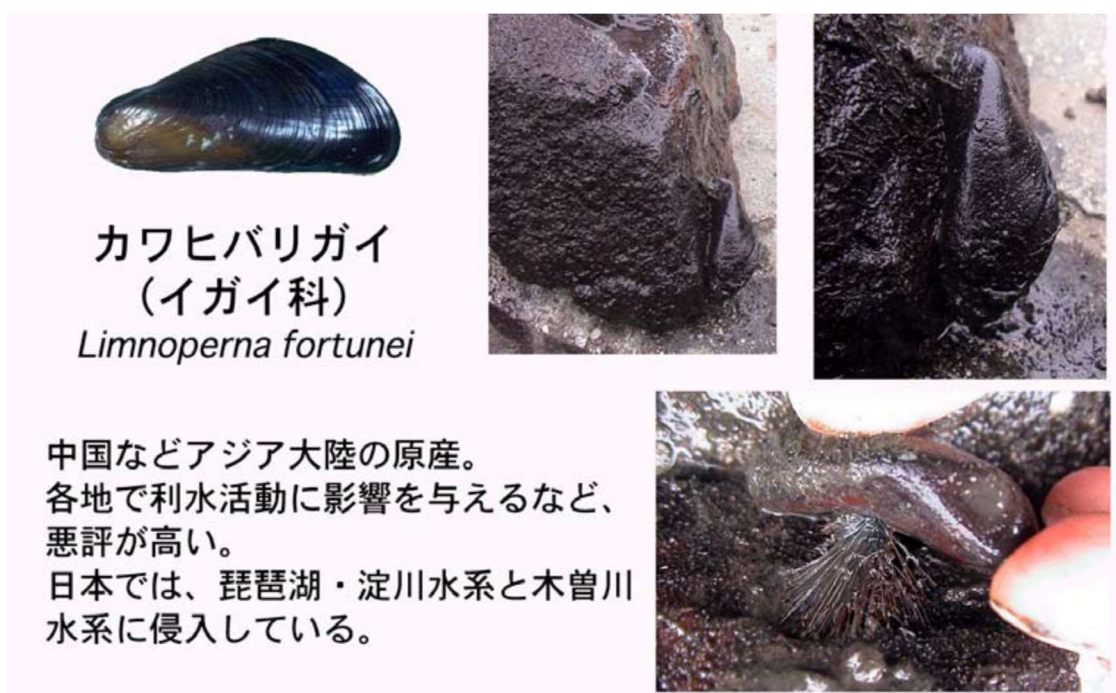 カワヒバリガイ
（イガイ科）
Limnoperna fortunei
中国などアジア大陸の原産。
各地で利水活動に影響を与えるなど、
悪評が高い。
日本では、琵琶湖・淀川水系と木曽川
水系に侵入している。